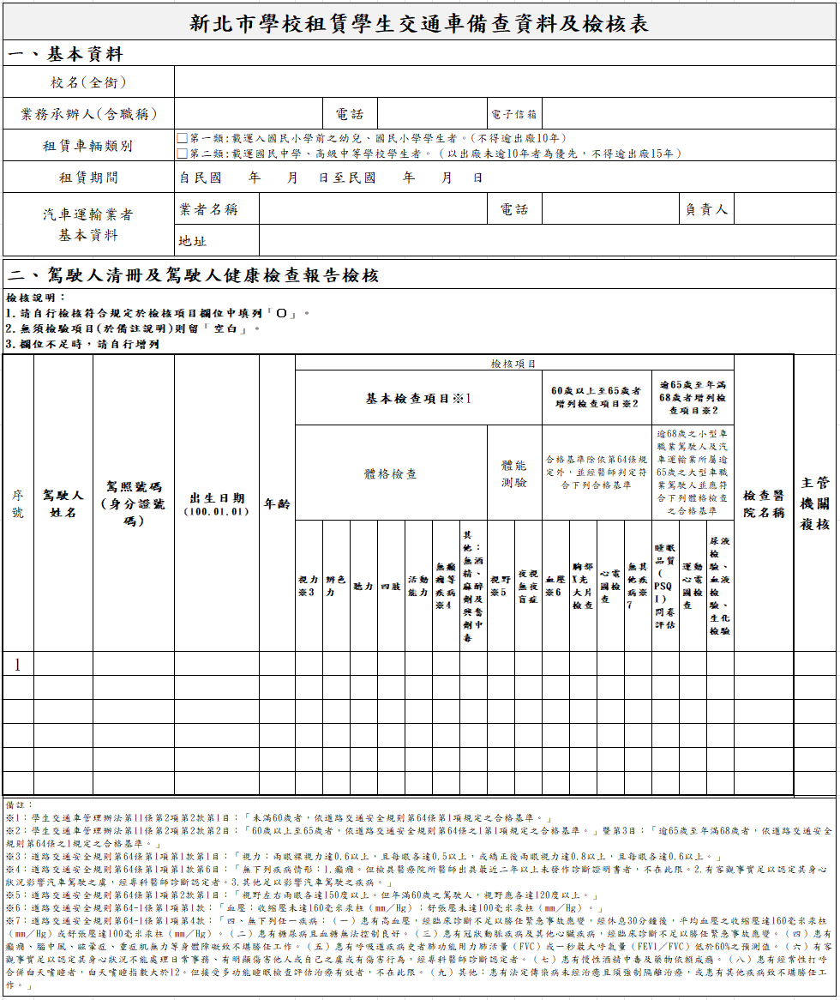 新北市學校租賃學生交通車備查資料及檢核表
一、基本資料
校名(全銜)
業務承辦人(含職稱)
電話
電子信箱
租賃車輛類別
□第一類:載運入國民小學前之幼兒、國民小學學生者。(不得逾出廠10年)
□第二類:載運國民中學、高級中等學校學生者。(以出廠未逾10年者為優先，不得逾出廠15年)
租賃期間
自民國　　年　　月　　日至民國　　年　　月　　日
汽車運輸業者
基本資料
業者名稱
電話
負責人
地址
二、駕駛人清冊及駕駛人健康檢查報告檢核
檢核說明：
1.請自行檢核符合規定於檢核項目欄位中填列「O」。
2.無須檢驗項目(於備註說明)則留「空白」。
3.欄位不足時，請自行增列
序
號
駕駛人
姓名
駕照號碼
(身分證號
碼)
出生日期
(100.01.01)
年齡
檢核項目
基本檢查項目※1
60歲以上至65歲者
增列檢查項目※2
逾65歲至年滿
68歲者增列檢
查項目※2
體格檢查
體能
測驗
合格基準除依第64條規
定外，並經醫師判定符
合下列合格基準
逾68歲之小型車
職業駕駛人及汽
車運輸業所屬逾
65歲之大型車職
業駕駛人並應符
合下列體格檢查
之合格基準
檢查醫
院名稱
主管
機關
複核
視力
※3
辨色
力
聽力
四肢
活動
能力
無癲
癇等
疾病
※4
其
他：
無酒
精、
麻醉
劑及
興奮
劑中
毒
視野
※5
夜視
無夜
盲症
血壓
※6
胸部
X光
大片
檢查
心電
圖檢
查
無其
他疾
病※
7
睡眠
品質
(
PSQ
I)
問卷
評估
運動
心電
圖檢
查
尿液
檢
驗、
血液
檢
驗、
生化
檢驗
1
備註：
※1：學生交通車管理辦法第11條第2項第2款第1目：「未滿60歲者，依道路交通安全規則第64條第1項規定之合格基準。」
※2：學生交通車管理辦法第11條第2項第2款第2目：「60歲以上至65歲者，依道路交通安全規則第64條之1第1項規定之合格基準。」暨第3目：「逾65歲至年滿68歲者，依道路交通安全規
則第64條之1規定之合格基準。」
※3：道路交通安全規則第64條第1項第1款第1目：「視力：兩眼裸視力達0.6以上，且每眼各達0.5以上，或矯正後兩眼視力達0.8以上，且每眼各達0.6以上。」
※4：道路交通安全規則第64條第1項第1款第6目：「無下列疾病情形：1.癲癇。但檢具醫療院所醫師出具最近二年以上未發作診斷證明書者，不在此限。2.有客觀事實足以認定其身心
狀況影響汽車駕駛之虞，經專科醫師診斷認定者。3.其他足以影響汽車駕駛之疾病。」
※5：道路交通安全規則第64條第1項第2款第1目：「視野左右兩眼各達150度以上。但年滿60歲之駕駛人，視野應各達120度以上。」
※6：道路交通安全規則第64-1條第1項第1款：「血壓：收縮壓未達160毫米汞柱（mm／Hg）；舒張壓未達100毫米汞柱（mm／Hg）。」
※7：道路交通安全規則第64-1條第1項第4款：「四、無下列任一疾病：（一）患有高血壓，經臨床診斷不足以勝任緊急事故應變，經休息30分鐘後，平均血壓之收縮壓達160毫米汞柱
（mm／Hg）或舒張壓達100毫米汞柱（mm／Hg）。（二）患有糖尿病且血糖無法控制良好。（三）患有冠狀動脈疾病及其他心臟疾病，經臨床診斷不足以勝任緊急事故應變。（四）患有
癲癇、腦中風、眩暈症、重症肌無力等身體障礙致不堪勝任工作。（五）患有呼吸道疾病史者肺功能用力肺活量（FVC）或一秒最大呼氣量（FEV1／FVC）低於60%之預測值。（六）有客
觀事實足以認定其身心狀況不能處理日常事務、有明顯傷害他人或自己之虞或有傷害行為，經專科醫師診斷認定者。（七）患有慢性酒精中毒及藥物依賴成癮。（八）患有經常性打呼
合併白天嗜睡者，白天嗜睡指數大於12。但接受多功能睡眠檢查評估治療有效者，不在此限。（九）其他：患有法定傳染病未經治癒且須強制隔離治療，或患有其他疾病致不堪勝任工
作。」